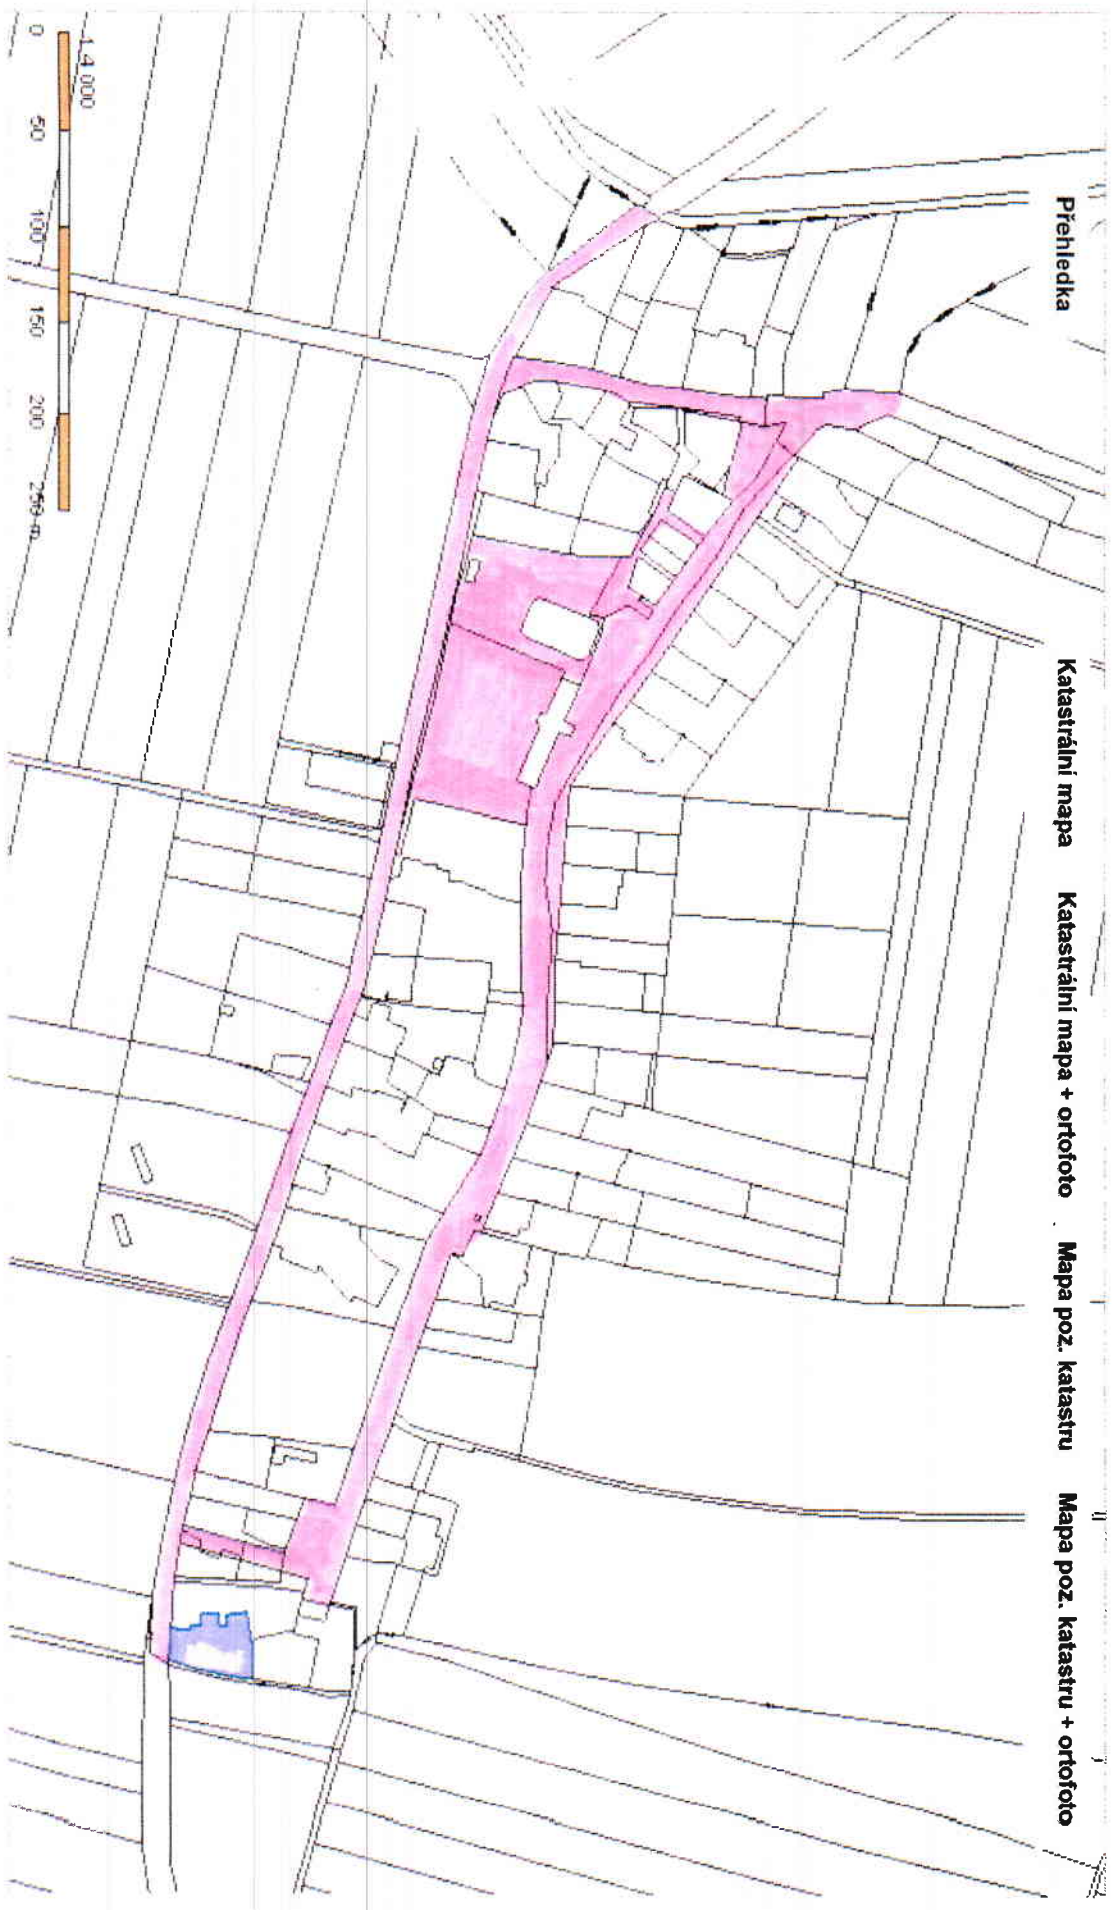 Přehledka    Katastrální mapa    Katastrální mapa + ortofoto    Mapa poz. katastru    Mapa poz. katastru + ortofoto
1:4 000
0 50 100 150 200 250 m